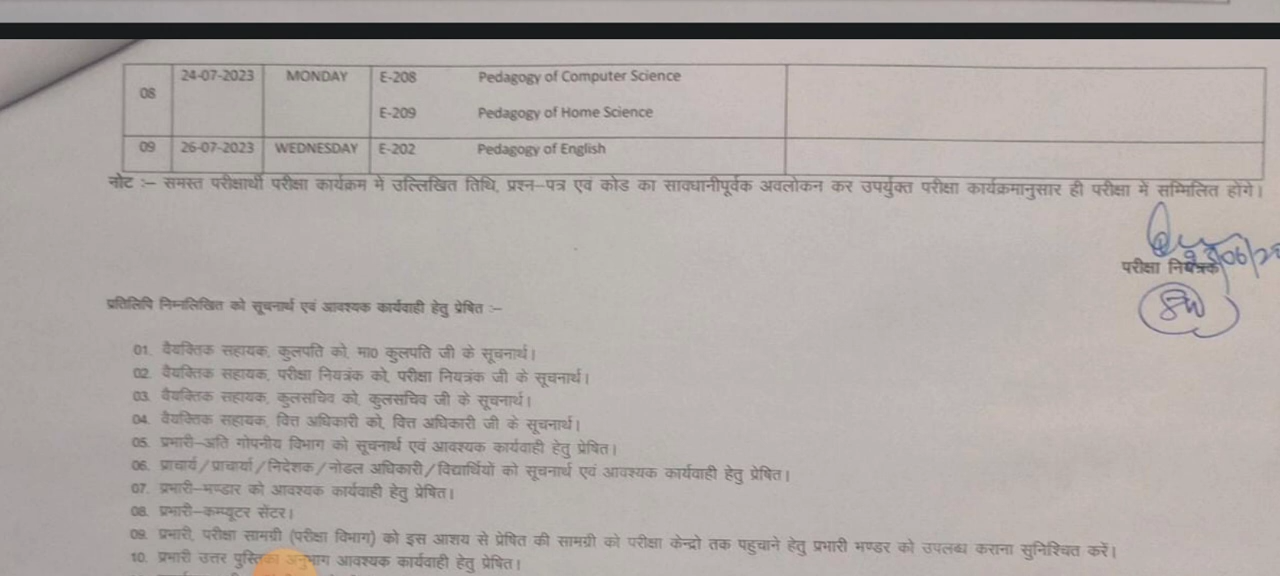 08 24-07-2023 MONDAY E-208 Pedagogy of Computer Science
E-209 Pedagogy of Home Science
09 26-07-2023 WEDNESDAY E-202 Pedagogy of English
नोट :– समस्त परीक्षार्थी परीक्षा कार्यक्रम में उल्लिखित तिथि, प्रश्न–पत्र एवं कोड का सावधानीपूर्वक अवलोकन कर उपर्युक्त परीक्षा कार्यक्रमानुसार ही परीक्षा में सम्मिलित होंगे।
परीक्षा नियंत्रक
प्रतिलिपि निम्नलिखित को सूचनार्थ एवं आवश्यक कार्यवाही हेतु प्रेषित :–
01. वैयक्तिक सहायक, कुलपति को, मा0 कुलपति जी के सूचनार्थ।
02. वैयक्तिक सहायक, परीक्षा नियत्रंक को, परीक्षा नियत्रंक जी के सूचनार्थ।
03. वैयक्तिक सहायक, कुलसचिव को, कुलसचिव जी के सूचनार्थ।
04. वैयक्तिक सहायक, वित्त अधिकारी को, वित्त अधिकारी जी के सूचनार्थ।
05. प्रभारी–अति गोपनीय विभाग को सूचनार्थ एवं आवश्यक कार्यवाही हेतु प्रेषित।
06. प्राचार्य/प्राचार्या/निदेशक/नोडल अधिकारी/विद्यार्थियों को सूचनार्थ एवं आवश्यक कार्यवाही हेतु प्रेषित।
07. प्रभारी–भण्डार को आवश्यक कार्यवाही हेतु प्रेषित।
08. प्रभारी–कम्प्यूटर सेंटर।
09. प्रभारी, परीक्षा सामग्री (परीक्षा विभाग) को इस आशय से प्रेषित की सामग्री को परीक्षा केन्द्रो तक पहुचाने हेतु प्रभारी भण्डर को उपलब्ध कराना सुनिश्चित करें।
10. प्रभारी उत्तर पुस्तिका अनुभाग आवश्यक कार्यवाही हेतु प्रेषित।